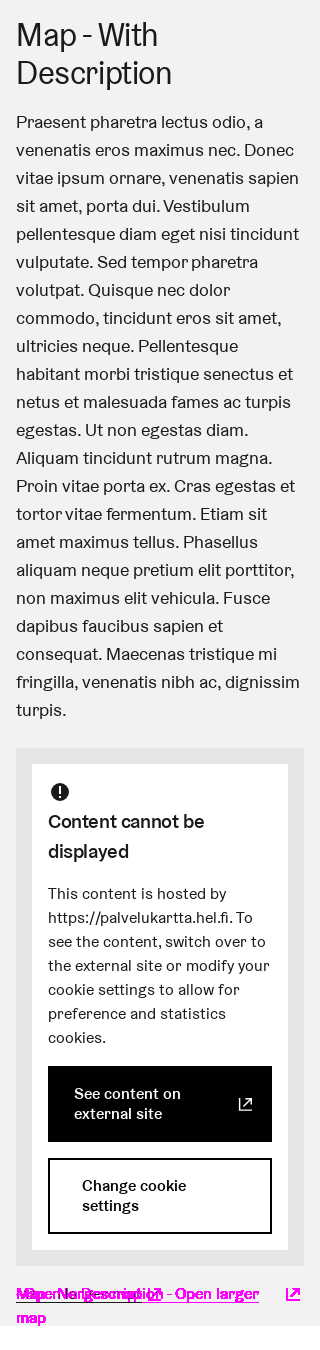 Map - With
Description
Praesent pharetra lectus odio, a
venenatis eros maximus nec. Donec
vitae ipsum ornare, venenatis sapien
sit amet, porta dui. Vestibulum
pellentesque diam eget nisi tincidunt
vulputate. Sed tempor pharetra
volutpat. Quisque nec dolor
commodo, tincidunt eros sit amet,
ultricies neque. Pellentesque
habitant morbi tristique senectus et
netus et malesuada fames ac turpis
egestas. Ut non egestas diam.
Aliquam tincidunt rutrum magna.
Proin vitae porta ex. Cras egestas et
tortor vitae fermentum. Etiam sit
amet maximus tellus. Phasellus
aliquam neque pretium elit porttitor,
non maximus elit vehicula. Fusce
dapibus faucibus sapien et
consequat. Maecenas tristique mi
fringilla, venenatis nibh ac, dignissim
turpis.
Content cannot be
displayed
This content is hosted by
https://palvelukartta.hel.fi. To
see the content, switch over to
the external site or modify your
cookie settings to allow for
preference and statistics
cookies.
See content on
external site
Change cookie
settings
- Open larger
map